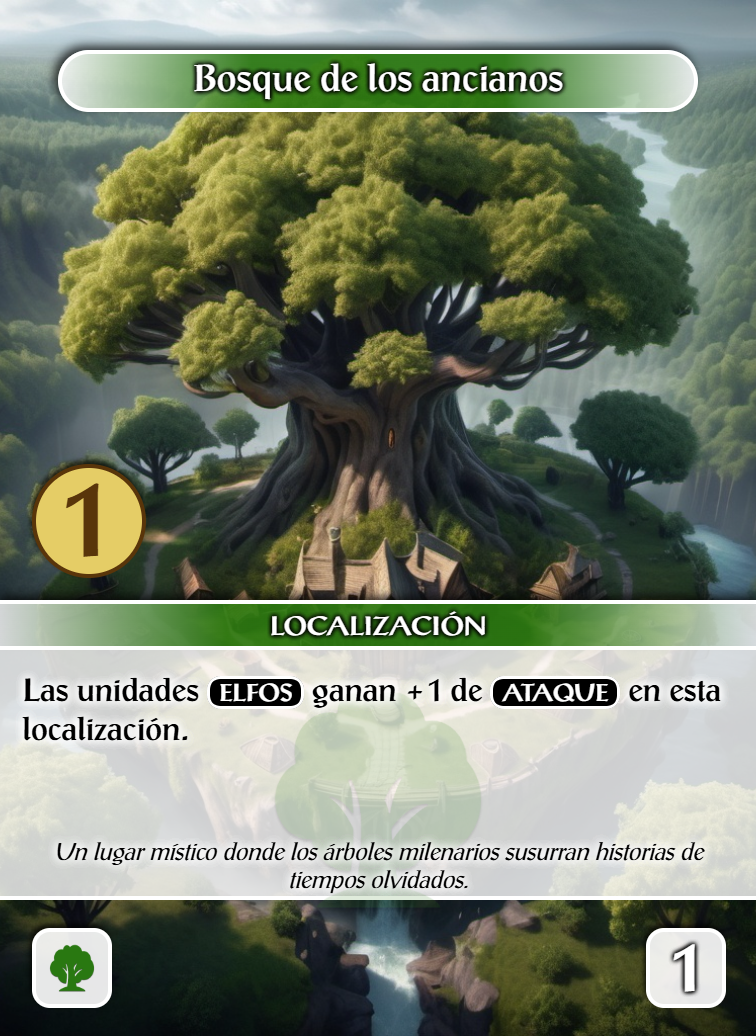 Bosque de los ancianos
1
LOCALIZACIÓN
Las unidades ELFOS ganan +1 de ATAQUE en esta
localización.
Un lugar místico donde los árboles milenarios susurran historias de
tiempos olvidados.
1